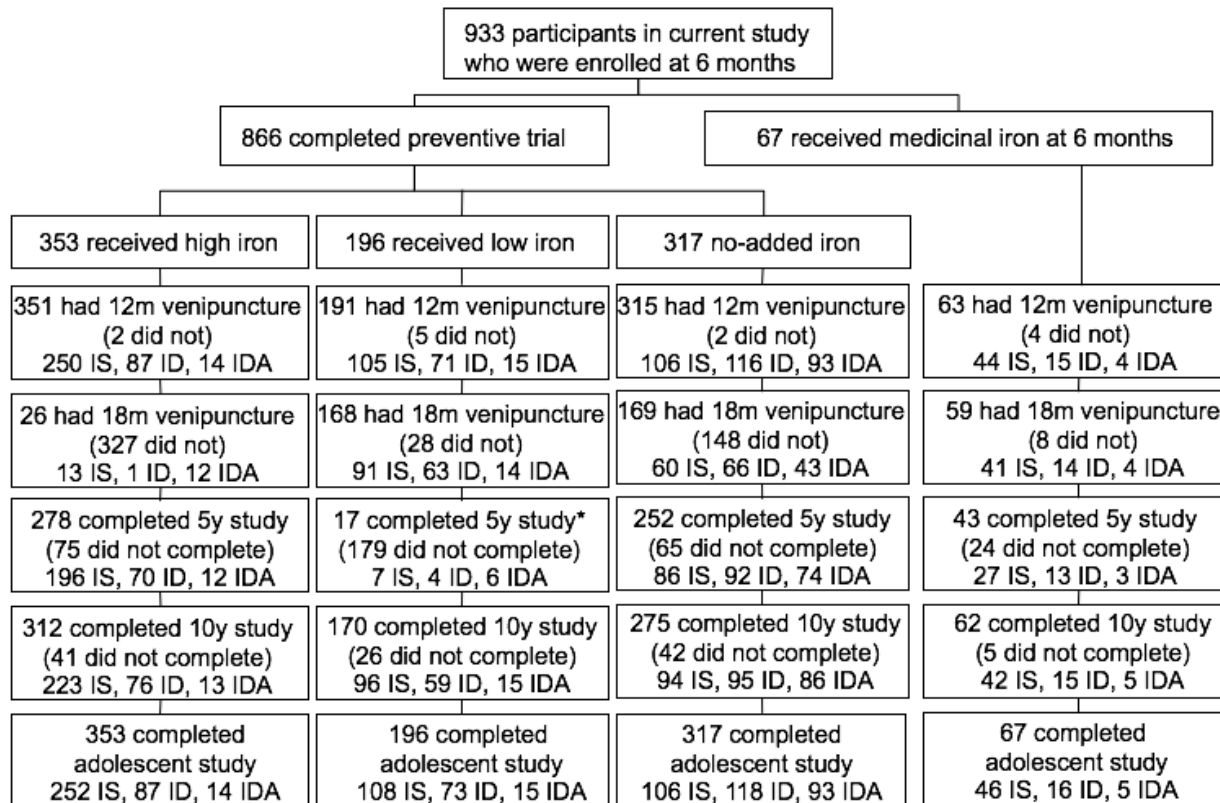 933 participants in current study
who were enrolled at 6 months
866 completed preventive trial
67 received medicinal iron at 6 months
353 received high iron
196 received low iron
317 no-added iron
351 had 12m venipuncture
(2 did not)
250 IS, 87 ID, 14 IDA
191 had 12m venipuncture
(5 did not)
105 IS, 71 ID, 15 IDA
315 had 12m venipuncture
(2 did not)
106 IS, 116 ID, 93 IDA
63 had 12m venipuncture
(4 did not)
44 IS, 15 ID, 4 IDA
26 had 18m venipuncture
(327 did not)
13 IS, 1 ID, 12 IDA
168 had 18m venipuncture
(28 did not)
91 IS, 63 ID, 14 IDA
169 had 18m venipuncture
(148 did not)
60 IS, 66 ID, 43 IDA
59 had 18m venipuncture
(8 did not)
41 IS, 14 ID, 4 IDA
278 completed 5y study
(75 did not complete)
196 IS, 70 ID, 12 IDA
17 completed 5y study*
(179 did not complete)
7 IS, 4 ID, 6 IDA
252 completed 5y study
(65 did not complete)
86 IS, 92 ID, 74 IDA
43 completed 5y study
(24 did not complete)
27 IS, 13 ID, 3 IDA
312 completed 10y study
(41 did not complete)
223 IS, 76 ID, 13 IDA
170 completed 10y study
(26 did not complete)
96 IS, 59 ID, 15 IDA
275 completed 10y study
(42 did not complete)
94 IS, 95 ID, 86 IDA
62 completed 10y study
(5 did not complete)
42 IS, 15 ID, 5 IDA
353 completed
adolescent study
252 IS, 87 ID, 14 IDA
196 completed
adolescent study
108 IS, 73 ID, 15 IDA
317 completed
adolescent study
106 IS, 118 ID, 93 IDA
67 completed
adolescent study
46 IS, 16 ID, 5 IDA